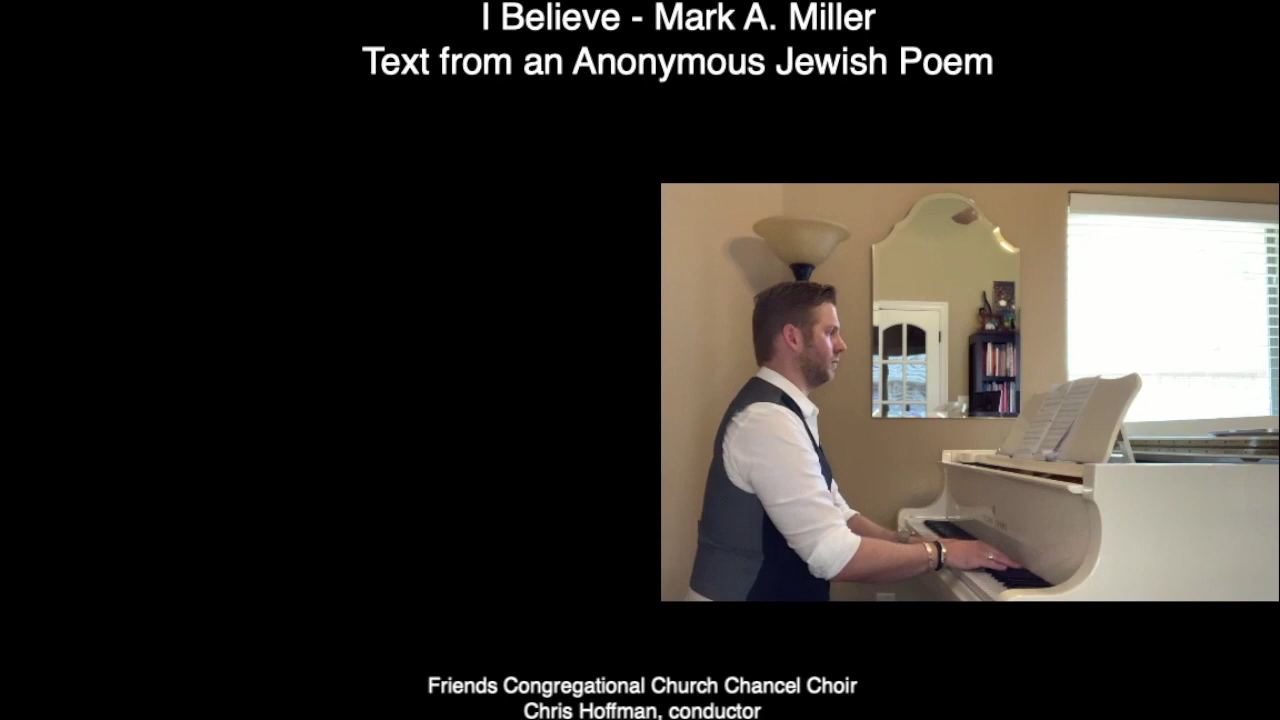 I Believe - Mark A. Miller
Text from an Anonymous Jewish Poem
Friends Congregational Church Chancel Choir
Chris Hoffman, conductor